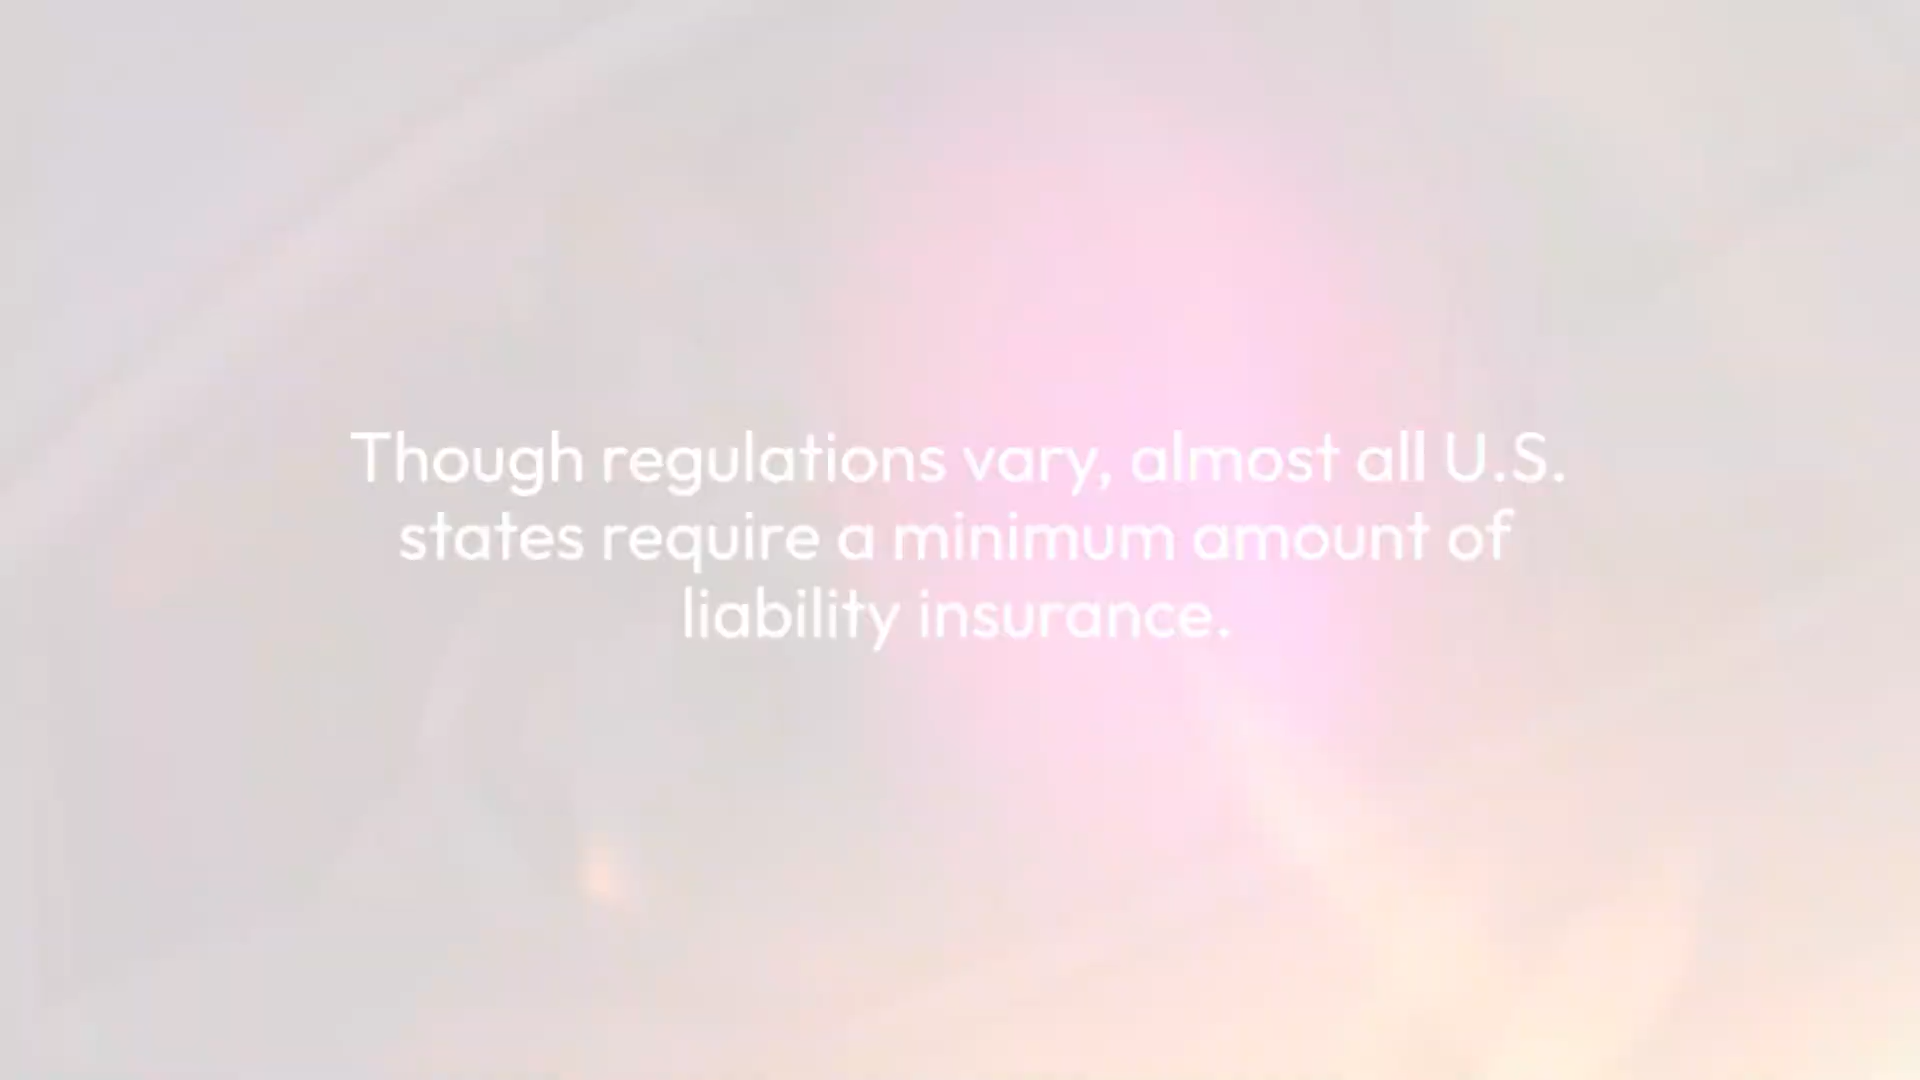 Though regulations vary, almost all U.S.
states require a minimum amount of
liability insurance.